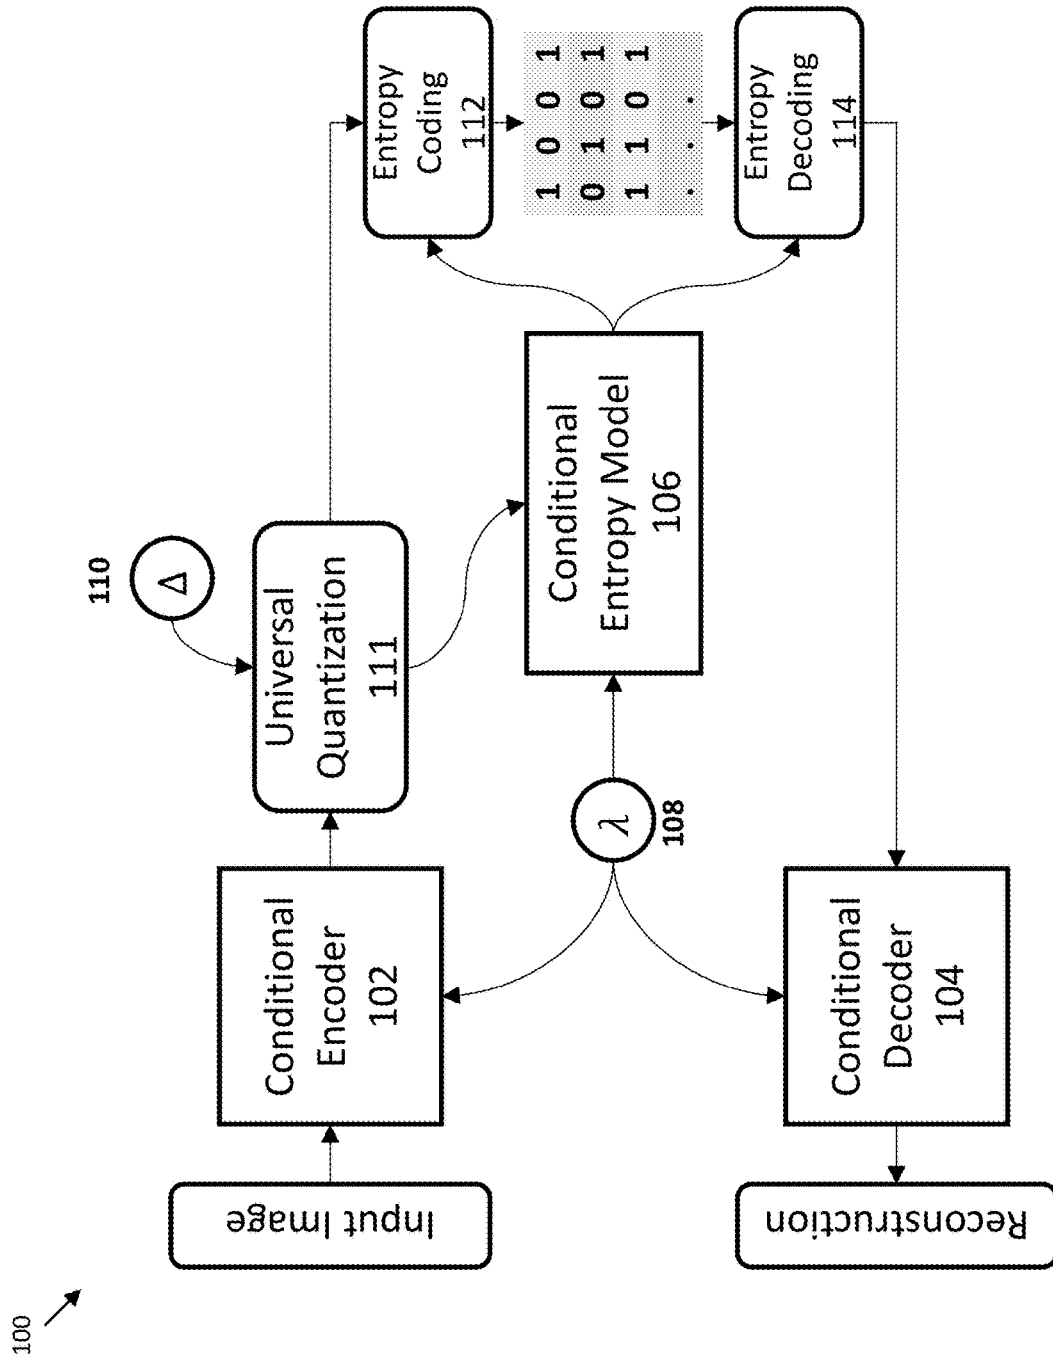 100
Input Image
Conditional
Encoder
102
110
Δ
Universal
Quantization
111
λ
108
Conditional
Entropy Model
106
Entropy
Coding
112
1 0 0 1
0 1 0 1
1 1 0 1
. . .
Entropy
Decoding
114
Conditional
Decoder
104
Reconstruction